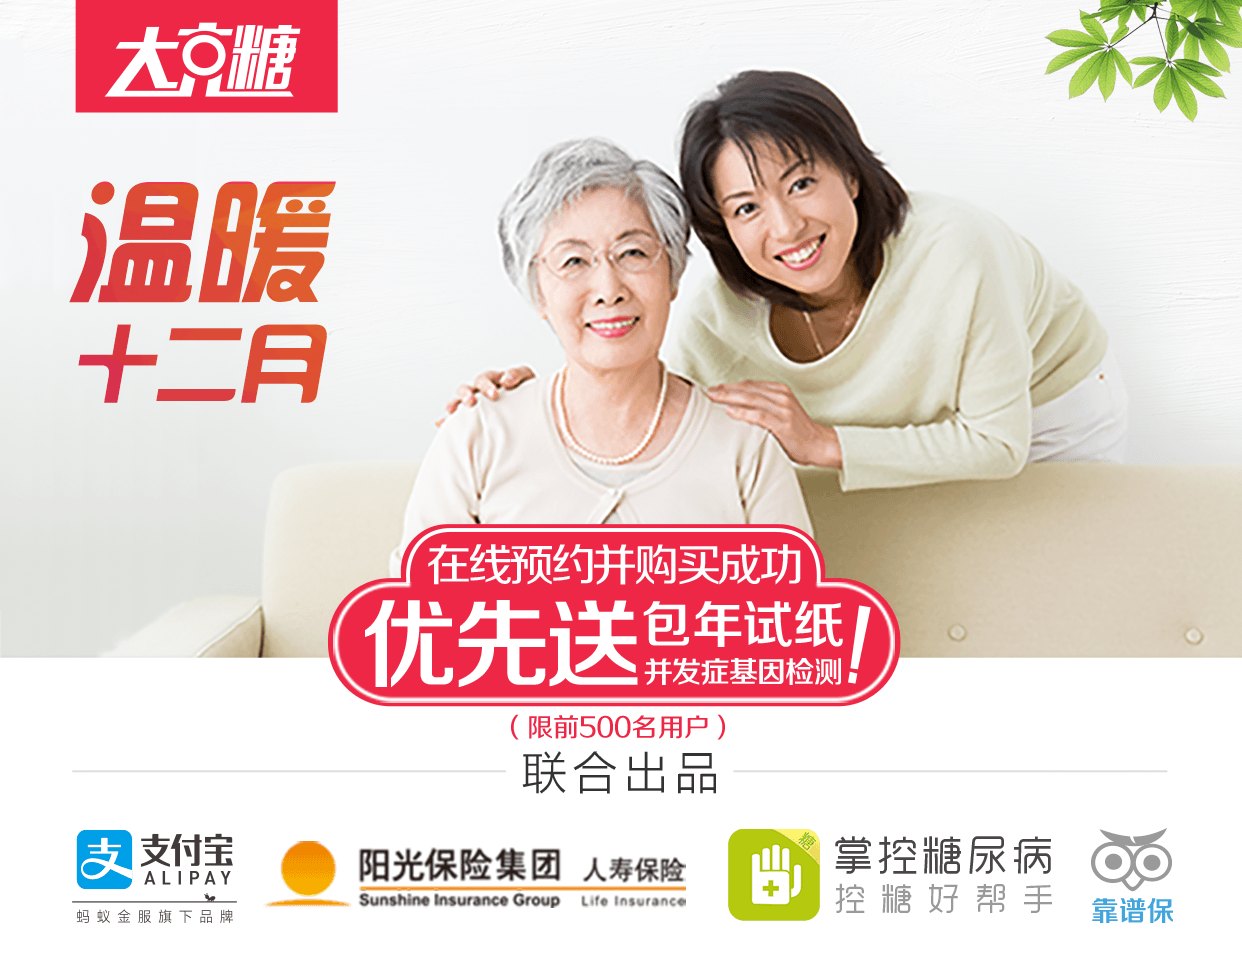 大京糖
温暖
十二月
在线预约并购买成功
优先送包年试纸
并发症基因检测！
（限前500名用户）
联合出品
支付宝
ALIPAY
蚂蚁金服旗下品牌
阳光保险集团 人寿保险
Sunshine Insurance Group Life Insurance
糖
掌控糖尿病
控糖好帮手
靠谱保